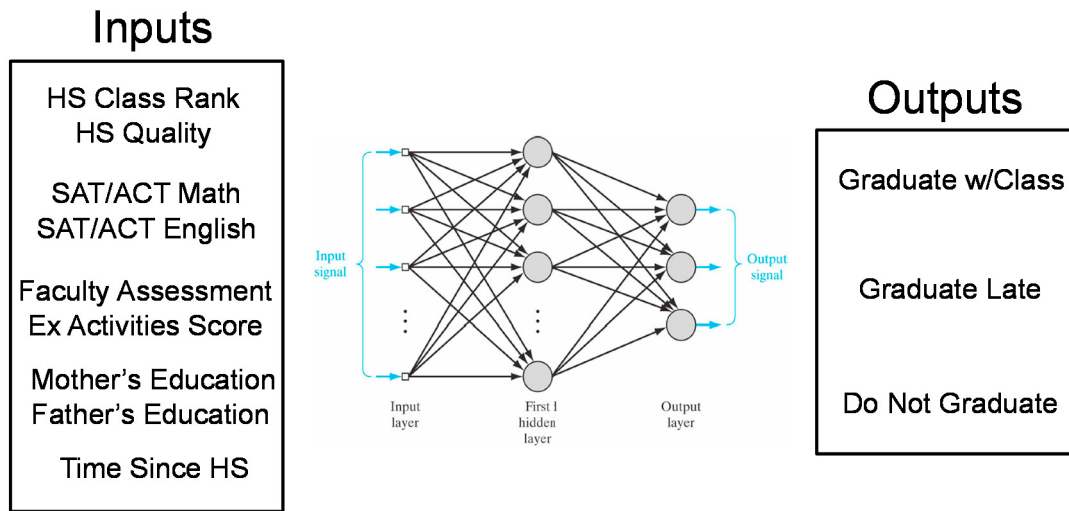 Inputs
HS Class Rank
HS Quality
SAT/ACT Math
SAT/ACT English
Faculty Assessment
Ex Activities Score
Mother's Education
Father's Education
Time Since HS
Input
signal
Input
layer
First l
hidden
layer
Output
layer
Output
signal
Outputs
Graduate w/Class
Graduate Late
Do Not Graduate